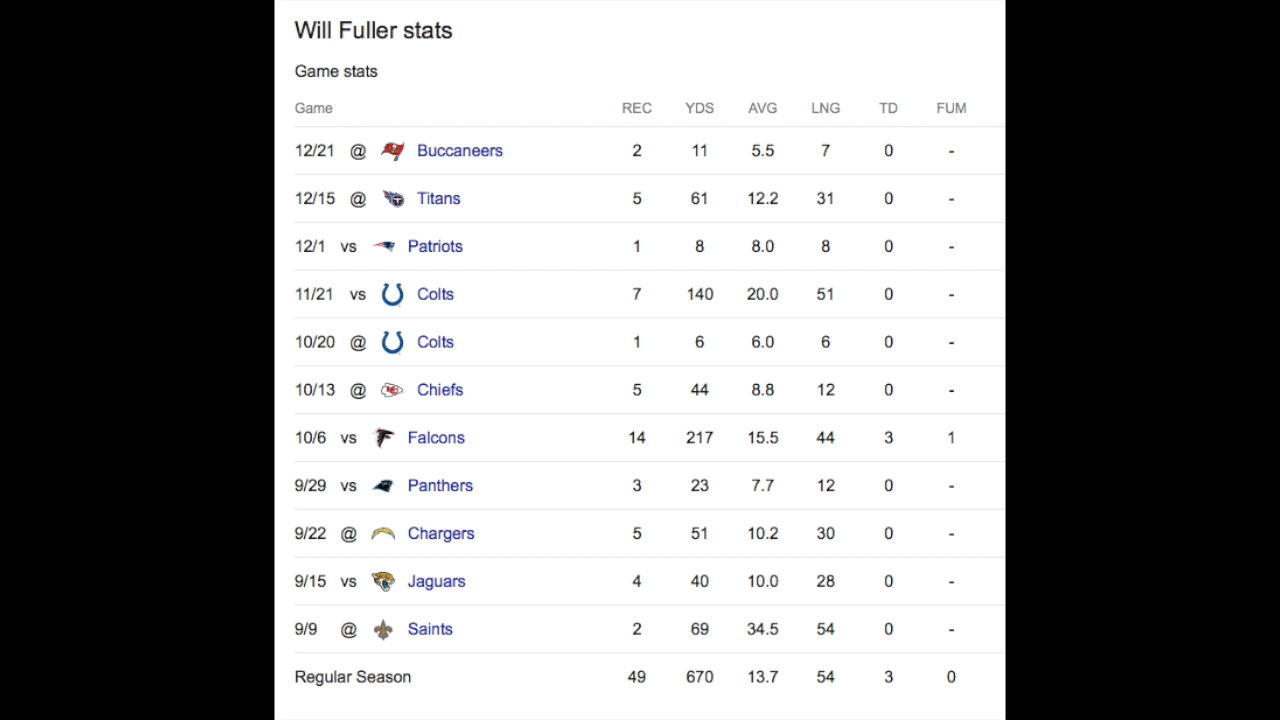 Will Fuller stats
Game stats
Game REC YDS AVG LNG TD FUM
12/21 @ Buccaneers 2 11 5.5 7 0 -
12/15 @ Titans 5 61 12.2 31 0 -
12/1 vs Patriots 1 8 8.0 8 0 -
11/21 vs Colts 7 140 20.0 51 0 -
10/20 @ Colts 1 6 6.0 6 0 -
10/13 @ Chiefs 5 44 8.8 12 0 -
10/6 vs Falcons 14 217 15.5 44 3 1
9/29 vs Panthers 3 23 7.7 12 0 -
9/22 @ Chargers 5 51 10.2 30 0 -
9/15 vs Jaguars 4 40 10.0 28 0 -
9/9 @ Saints 2 69 34.5 54 0 -
Regular Season 49 670 13.7 54 3 0